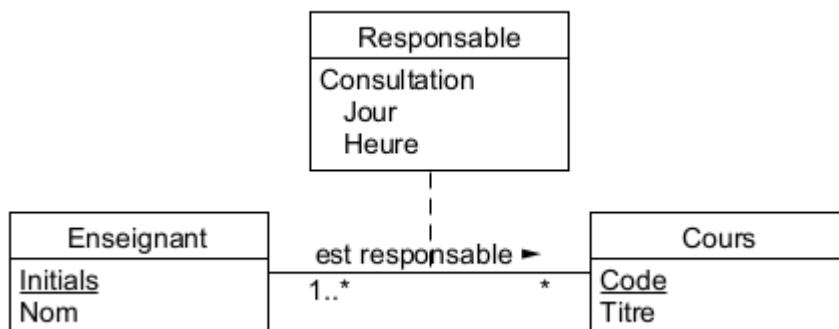 Responsable
Consultation
Jour
Heure
Enseignant
Initials
Nom
est responsable ►
1..*
*
Cours
Code
Titre